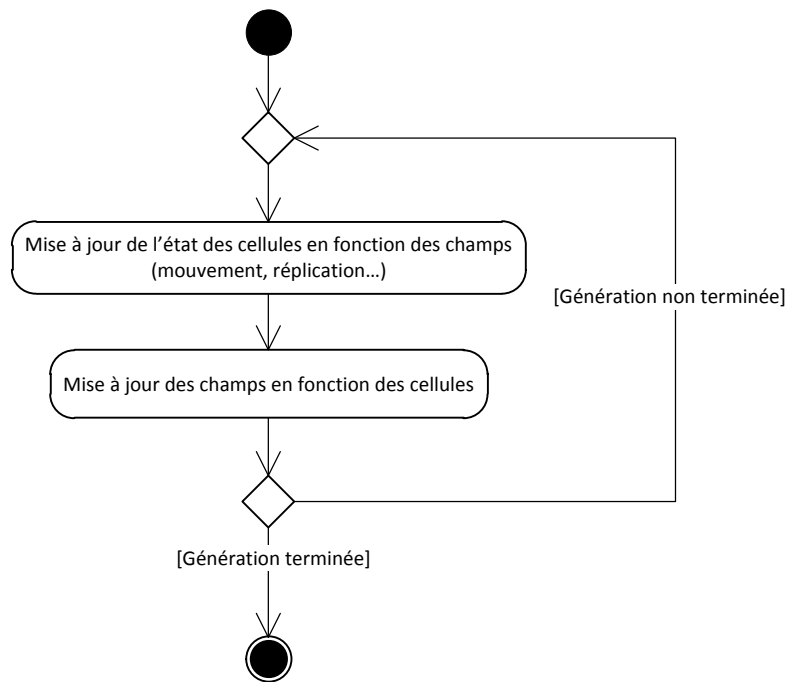 Mise à jour de l’état des cellules en fonction des champs
(mouvement, réplication…)
[Génération non terminée]
Mise à jour des champs en fonction des cellules
[Génération terminée]